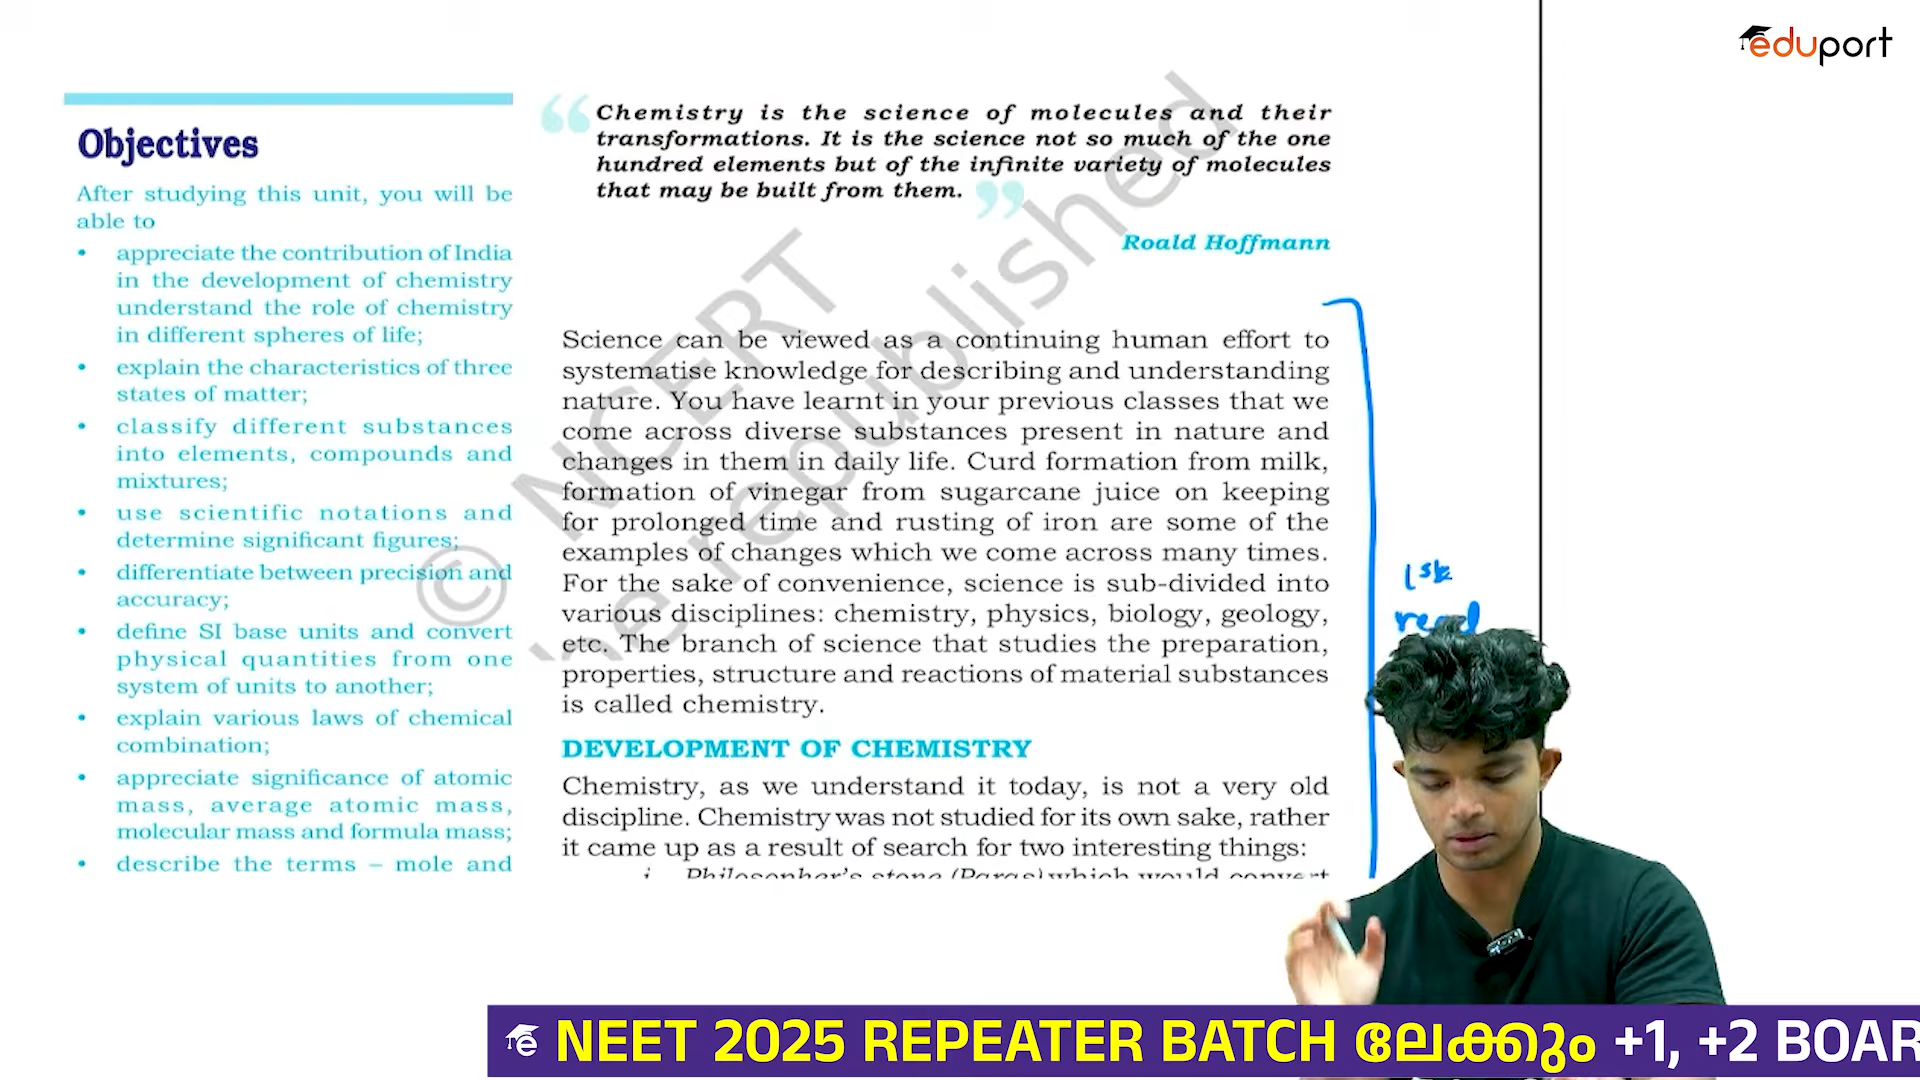 eduport
Objectives
After studying this unit, you will be
able to
• appreciate the contribution of India
in the development of chemistry
understand the role of chemistry
in different spheres of life;
• explain the characteristics of three
states of matter;
• classify different substances
into elements, compounds and
mixtures;
• use scientific notations and
determine significant figures;
• differentiate between precision and
accuracy;
• define SI base units and convert
physical quantities from one
system of units to another;
• explain various laws of chemical
combination;
• appreciate significance of atomic
mass, average atomic mass,
molecular mass and formula mass;
• describe the terms – mole and
“Chemistry is the science of molecules and their
transformations. It is the science not so much of the one
hundred elements but of the infinite variety of molecules
that may be built from them.”
Roald Hoffmann
Science can be viewed as a continuing human effort to
systematise knowledge for describing and understanding
nature. You have learnt in your previous classes that we
come across diverse substances present in nature and
changes in them in daily life. Curd formation from milk,
formation of vinegar from sugarcane juice on keeping
for prolonged time and rusting of iron are some of the
examples of changes which we come across many times.
For the sake of convenience, science is sub-divided into
various disciplines: chemistry, physics, biology, geology,
etc. The branch of science that studies the preparation,
properties, structure and reactions of material substances
is called chemistry.
DEVELOPMENT OF CHEMISTRY
Chemistry, as we understand it today, is not a very old
discipline. Chemistry was not studied for its own sake, rather
it came up as a result of search for two interesting things:
i. Philosopher's stone (Paras) which would convert
© NCERT
be republished
1st
read
NEET 2025 REPEATER BATCH ലേക്കും +1, +2 BOAR